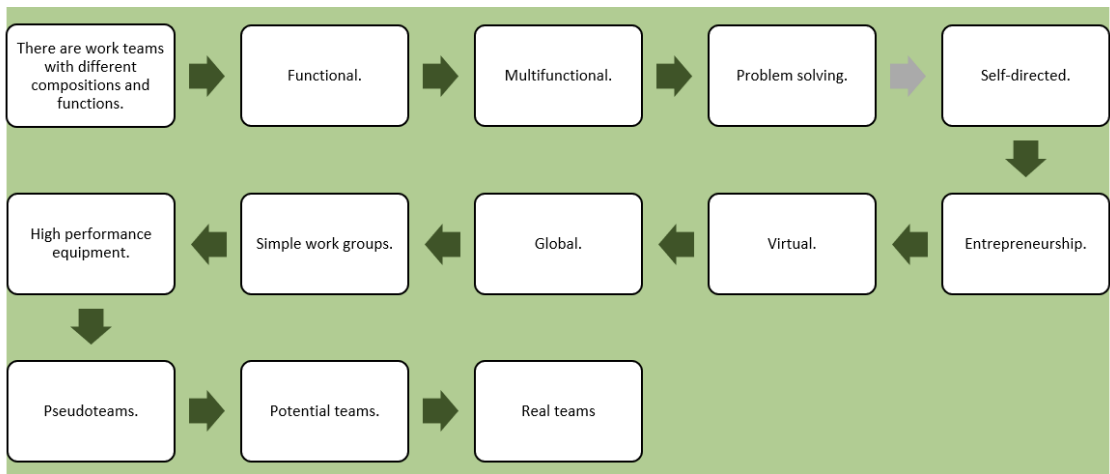 There are work teams
with different
compositions and
functions.
Functional.
Multifunctional.
Problem solving.
Self-directed.
Entrepreneurship.
Virtual.
Global.
Simple work groups.
High performance
equipment.
Pseudoteams.
Potential teams.
Real teams